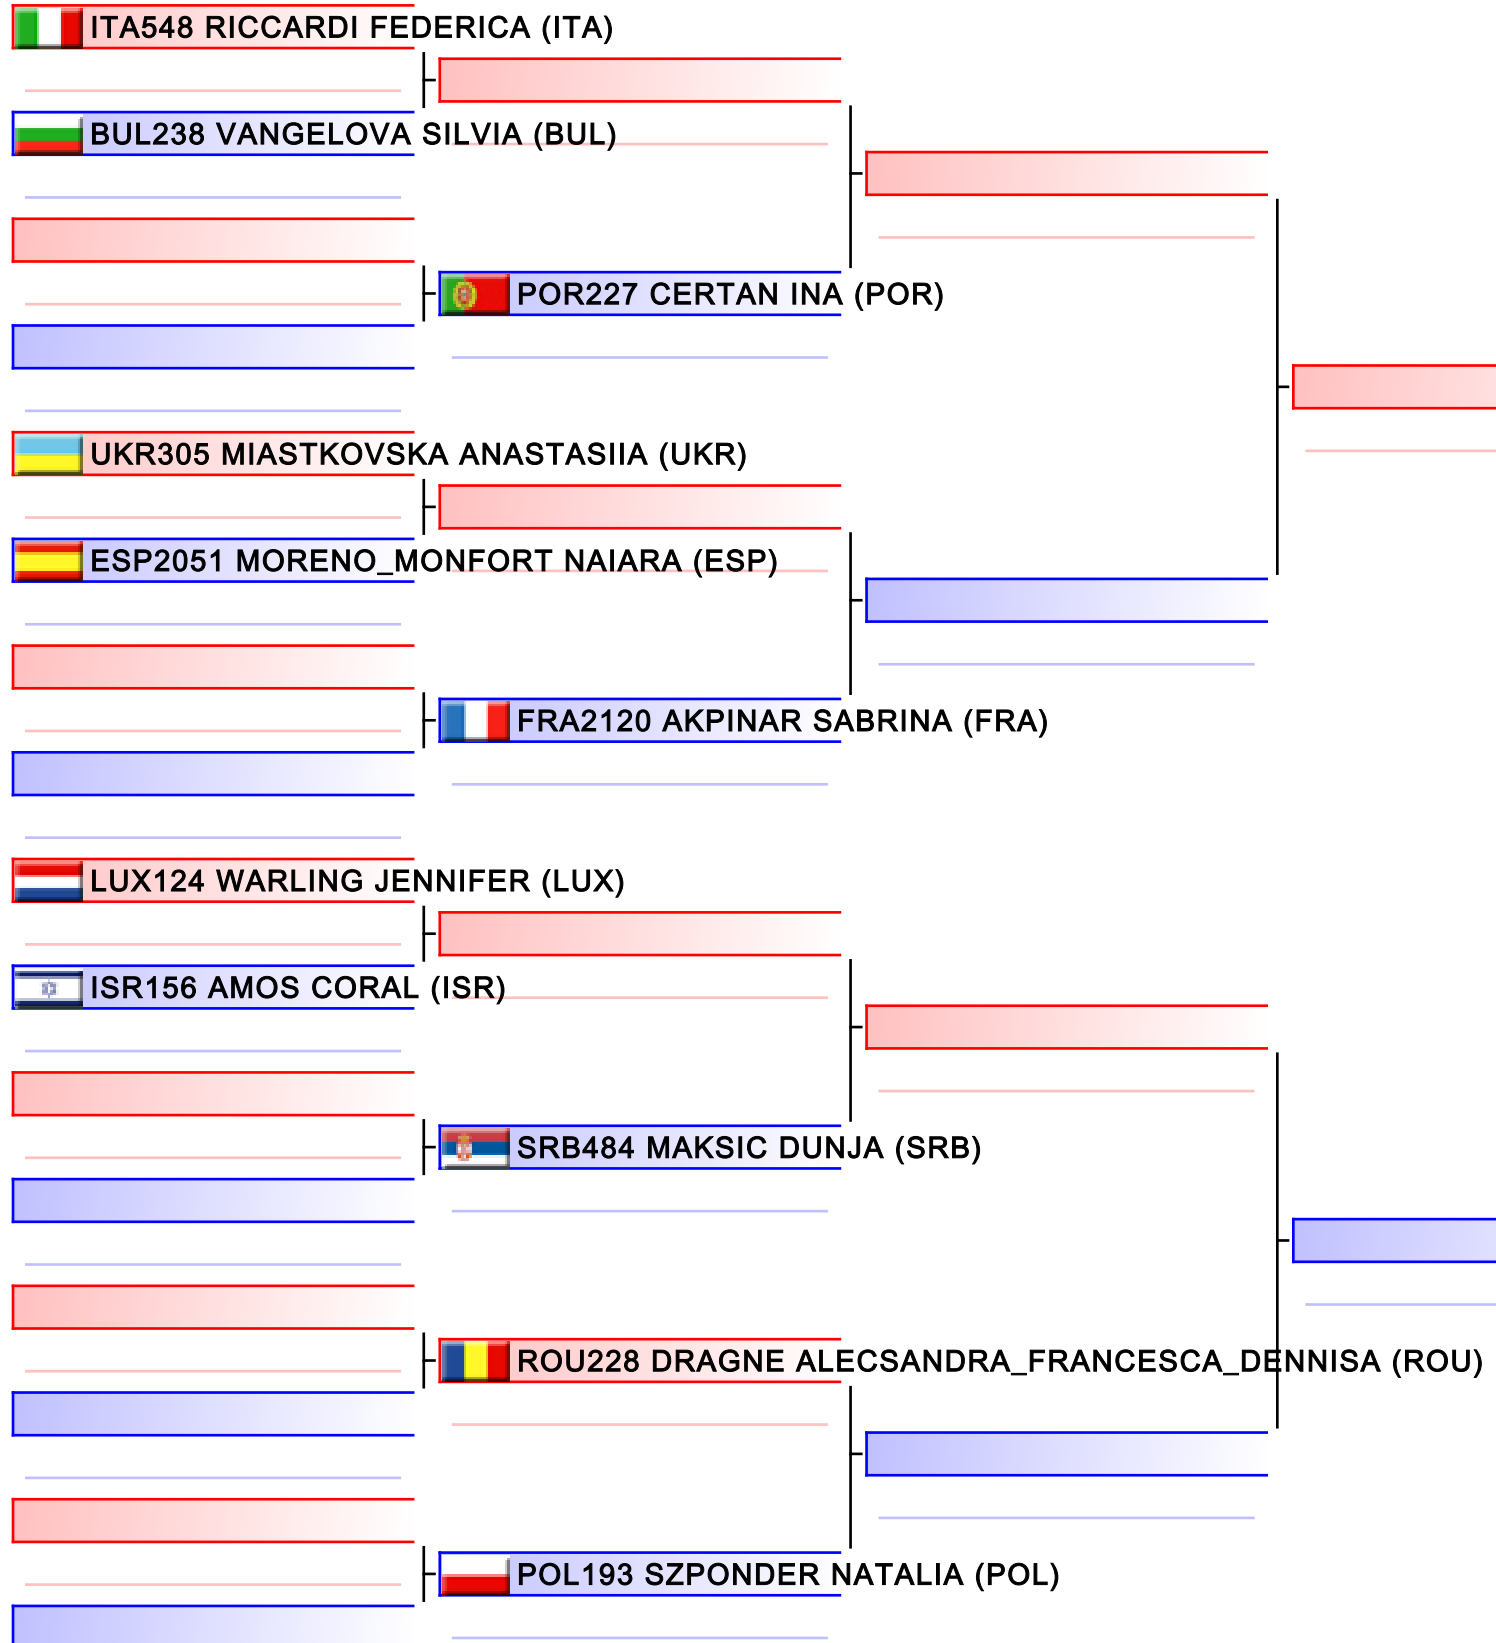 ITA548 RICCARDI FEDERICA (ITA)
BUL238 VANGELOVA SILVIA (BUL)
POR227 CERTAN INA (POR)
UKR305 MIASTKOVSKA ANASTASIIA (UKR)
ESP2051 MORENO_MONFORT NAIARA (ESP)
FRA2120 AKPINAR SABRINA (FRA)
LUX124 WARLING JENNIFER (LUX)
ISR156 AMOS CORAL (ISR)
SRB484 MAKSIC DUNJA (SRB)
ROU228 DRAGNE ALECSANDRA_FRANCESCA_DENNISA (ROU)
POL193 SZPONDER NATALIA (POL)